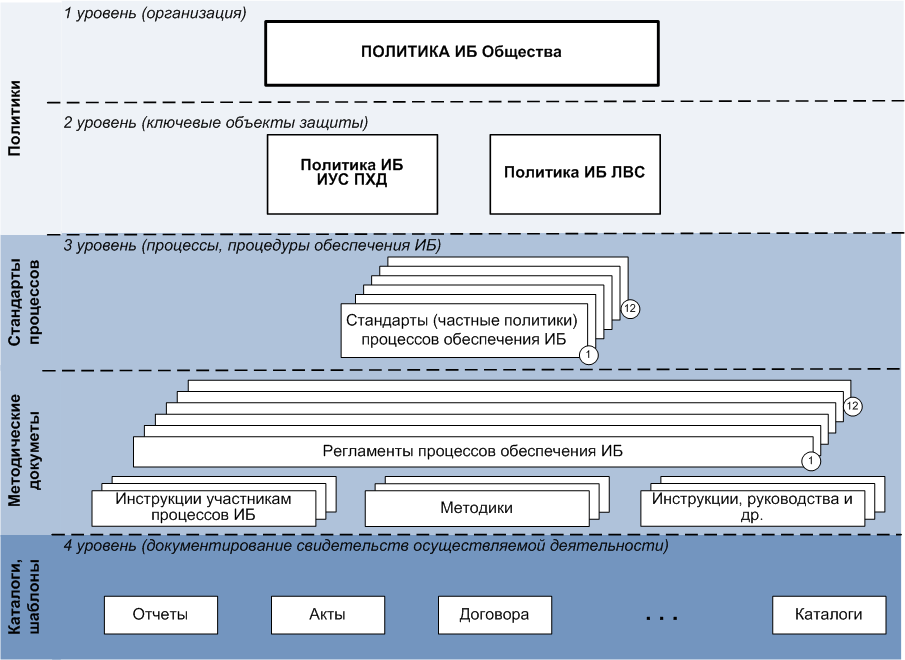 Политики
1 уровень (организация)
ПОЛИТИКА ИБ Общества
2 уровень (ключевые объекты защиты)
Политика ИБ
ИУС ПХД
Политика ИБ ЛВС
Стандарты
процессов
3 уровень (процессы, процедуры обеспечения ИБ)
12
Стандарты (частные политики)
процессов обеспечения ИБ
1
Методические
докуметы
12
Регламенты процессов обеспечения ИБ
1
Инструкции участникам
процессов ИБ
Методики
Инструкции, руководства и
др.
Каталоги,
шаблоны
4 уровень (документирование свидетельств осуществляемой деятельности)
Отчеты
Акты
Договора
. . .
Каталоги